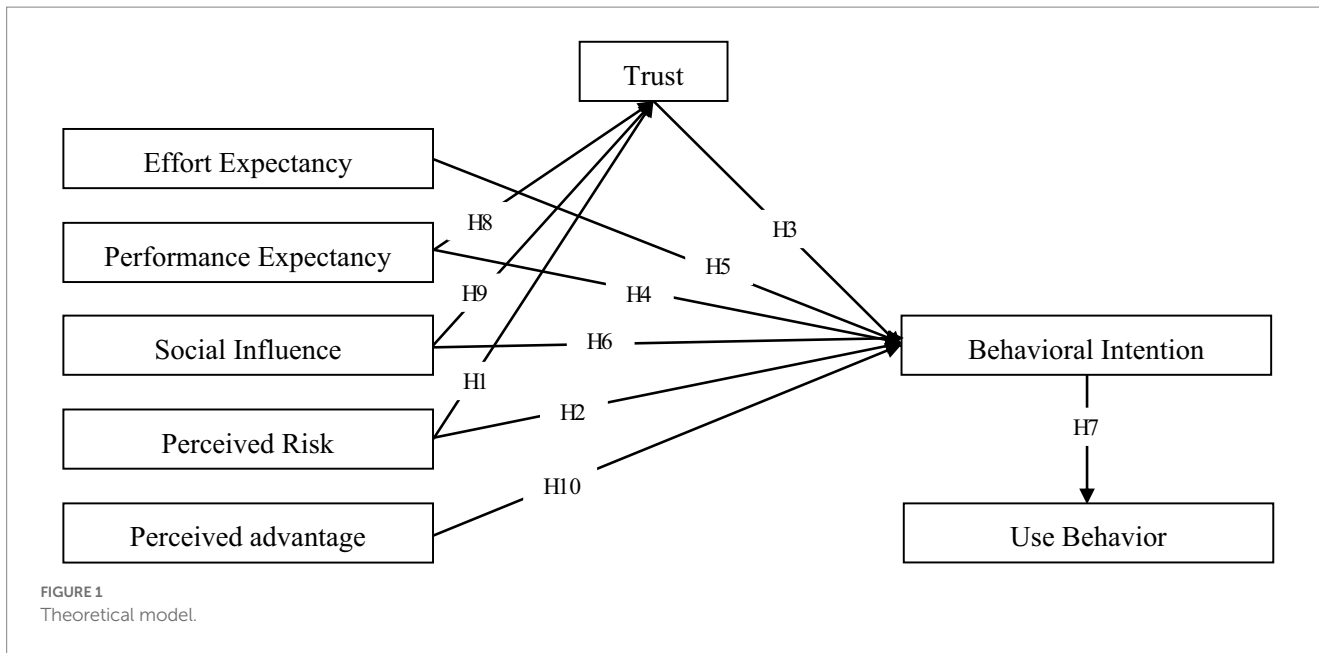 Trust
Effort Expectancy
H8
H3
Performance Expectancy
H5
H9
H4
Social Influence
H6
Behavioral Intention
H1
H2
Perceived Risk
H7
H10
Perceived advantage
Use Behavior
FIGURE 1
Theoretical model.